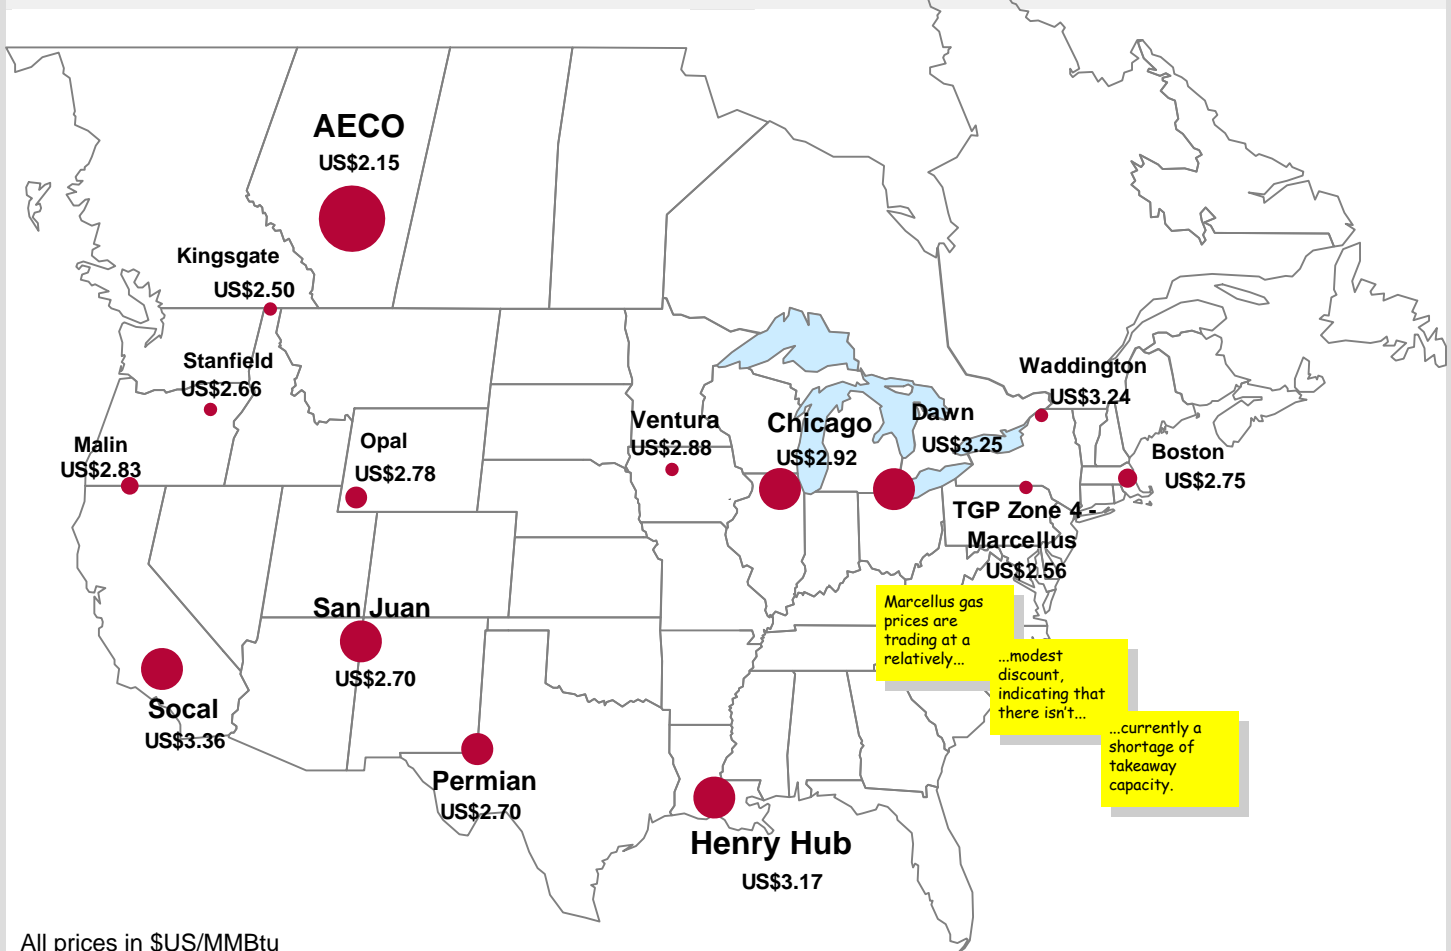 AECO
US$2.15
Kingsgate
US$2.50
Stanfield
US$2.66
Malin
US$2.83
Opal
US$2.78
Ventura
US$2.88
Chicago
US$2.92
Dawn
US$3.25
Waddington
US$3.24
Boston
US$2.75
TGP Zone 4 -
Marcellus
US$2.56
San Juan
US$2.70
Socal
US$3.36
Permian
US$2.70
Henry Hub
US$3.17
Marcellus gas
prices are
trading at a
relatively...
...modest
discount,
indicating that
there isn't...
...currently a
shortage of
takeaway
capacity.
All prices in $US/MMBtu